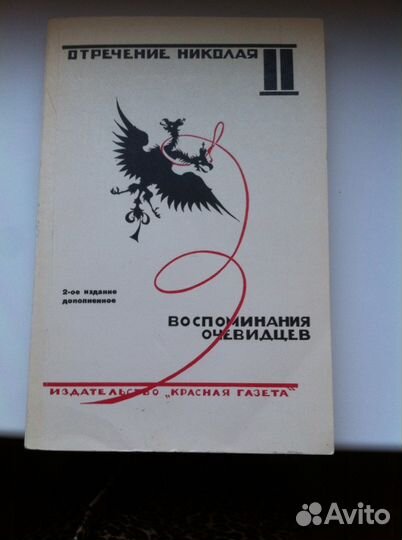 ОТРЕЧЕНИЕ НИКОЛАЯ II
2-ое издание
дополненное
ВОСПОМИНАНИЯ
ОЧЕВИДЦЕВ
ИЗДАТЕЛЬСТВО „КРАСНАЯ ГАЗЕТА"
Avito